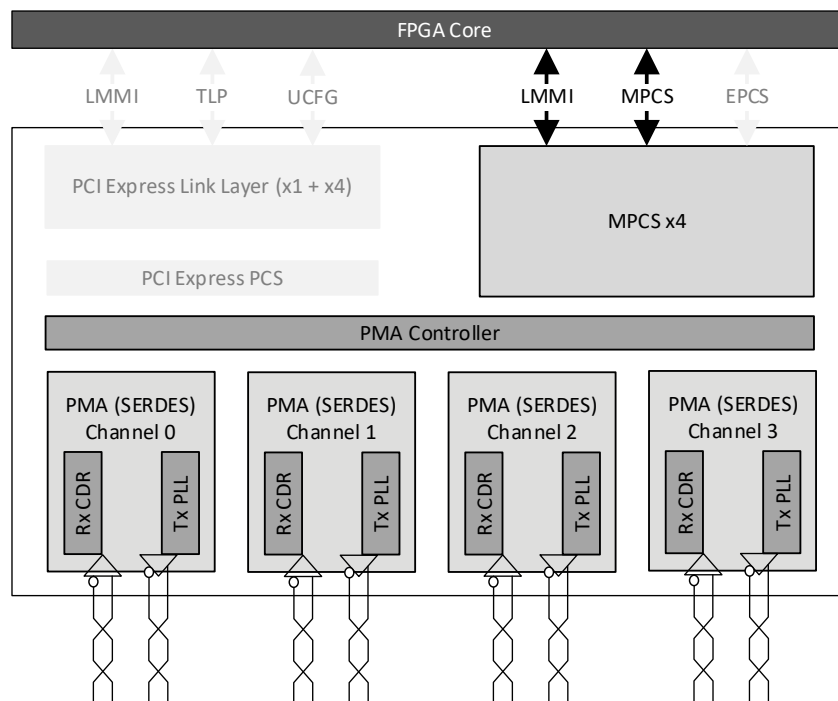 FPGA Core
LMMI TLP UCFG LMMI MPCS EPCS
PCI Express Link Layer (x1 + x4)
MPCS x4
PCI Express PCS
PMA Controller
PMA (SERDES)
Channel 0
Rx CDR
Tx PLL
PMA (SERDES)
Channel 1
Rx CDR
Tx PLL
PMA (SERDES)
Channel 2
Rx CDR
Tx PLL
PMA (SERDES)
Channel 3
Rx CDR
Tx PLL